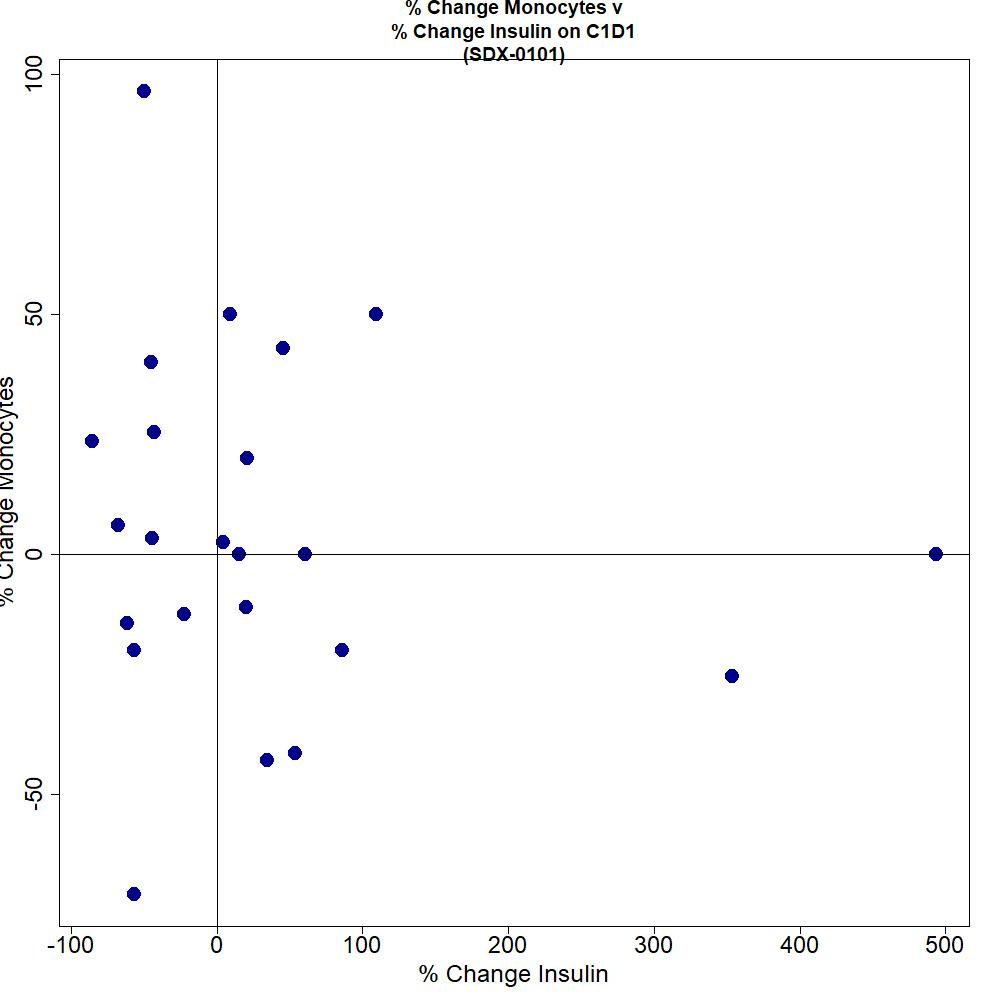 % Change Monocytes v
% Change Insulin on C1D1
(SDX-0101)
100
50
0
-50
% Change Monocytes
-100 0 100 200 300 400 500
% Change Insulin